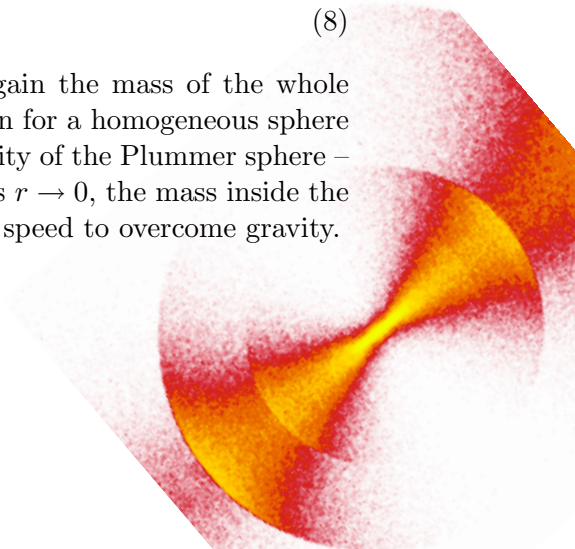 (8)
gain the mass of the whole
n for a homogeneous sphere
ity of the Plummer sphere –
s r → 0, the mass inside the
speed to overcome gravity.